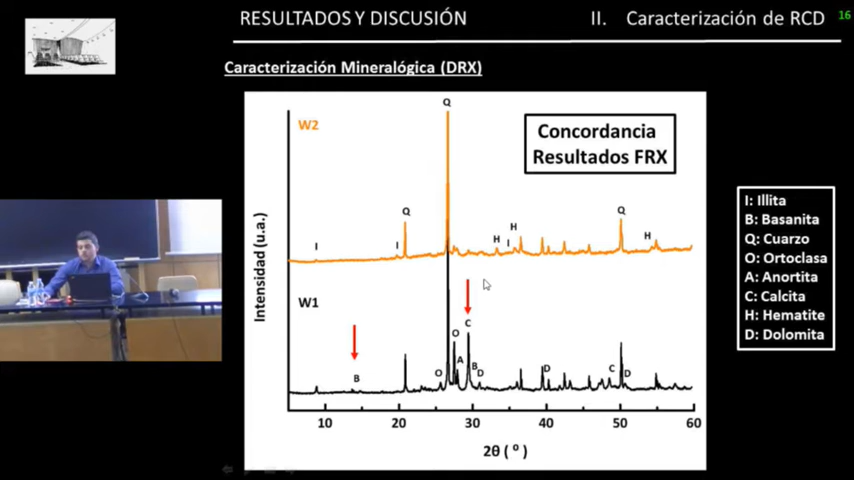 RESULTADOS Y DISCUSIÓN
II. Caracterización de RCD
16
Caracterización Mineralógica (DRX)
W2
Concordancia
Resultados FRX
Q
Q
Q
I
I
H
I
H
H
W1
B
O
O
A
C
B
D
D
C
D
Intensidad (u.a.)
10 20 30 40 50 60
2θ ( º )
I: Illita
B: Basanita
Q: Cuarzo
O: Ortoclasa
A: Anortita
C: Calcita
H: Hematite
D: Dolomita